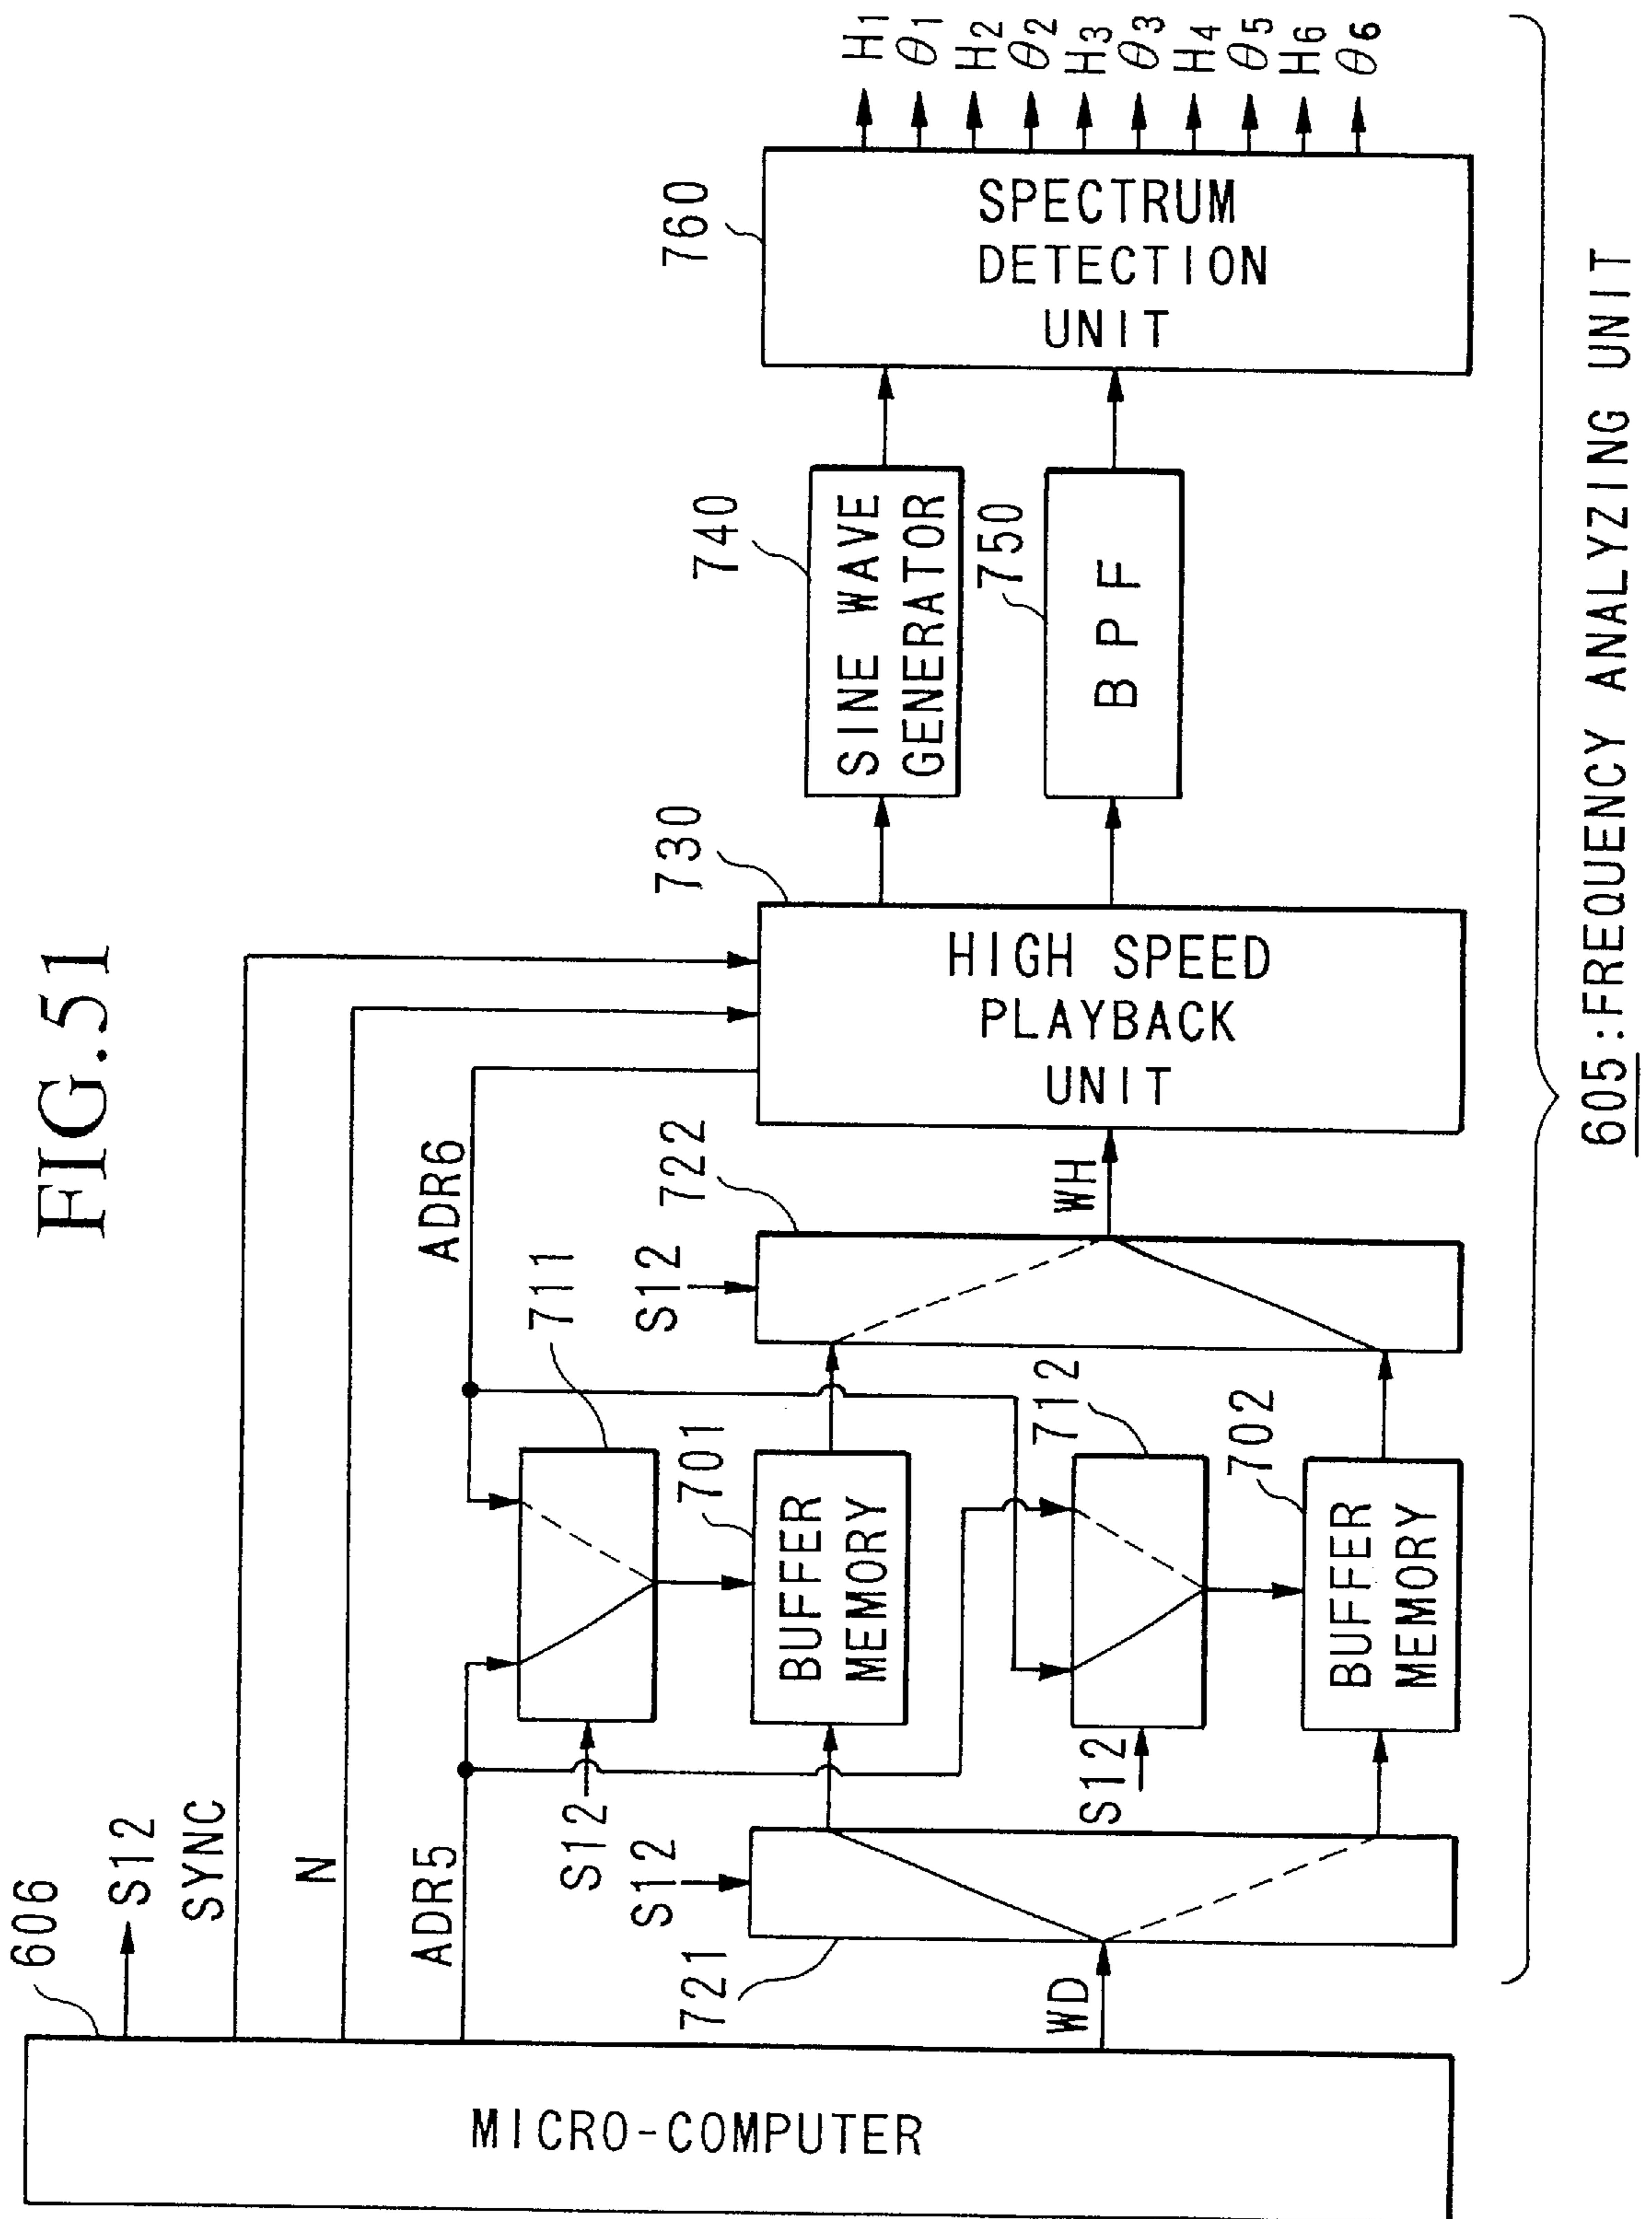 FIG.51
606
S12
SYNC
N
ADR5
ADR6
MICRO-COMPUTER
WD
721
S12
S12
711
701
BUFFER
MEMORY
S12
712
702
BUFFER
MEMORY
S12
722
WH
730
HIGH SPEED
PLAYBACK
UNIT
740
SINE WAVE
GENERATOR
750
BPF
760
SPECTRUM
DETECTION
UNIT
H1
θ1
H2
θ2
H3
θ3
H4
θ5
H6
θ6
605::FREQUENCY ANALYZING UNIT